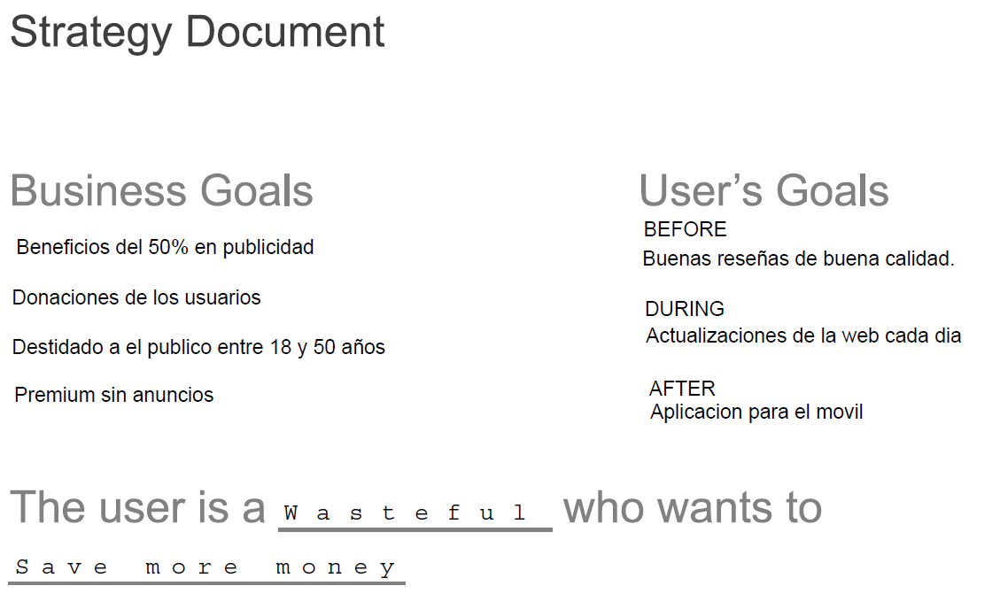 Strategy Document
Business Goals
Beneficios del 50% en publicidad
Donaciones de los usuarios
Destidado a el publico entre 18 y 50 años
Premium sin anuncios
User’s Goals
BEFORE
Buenas reseñas de buena calidad.
DURING
Actualizaciones de la web cada dia
AFTER
Aplicacion para el movil
The user is a Wasteful who wants to
Save more money